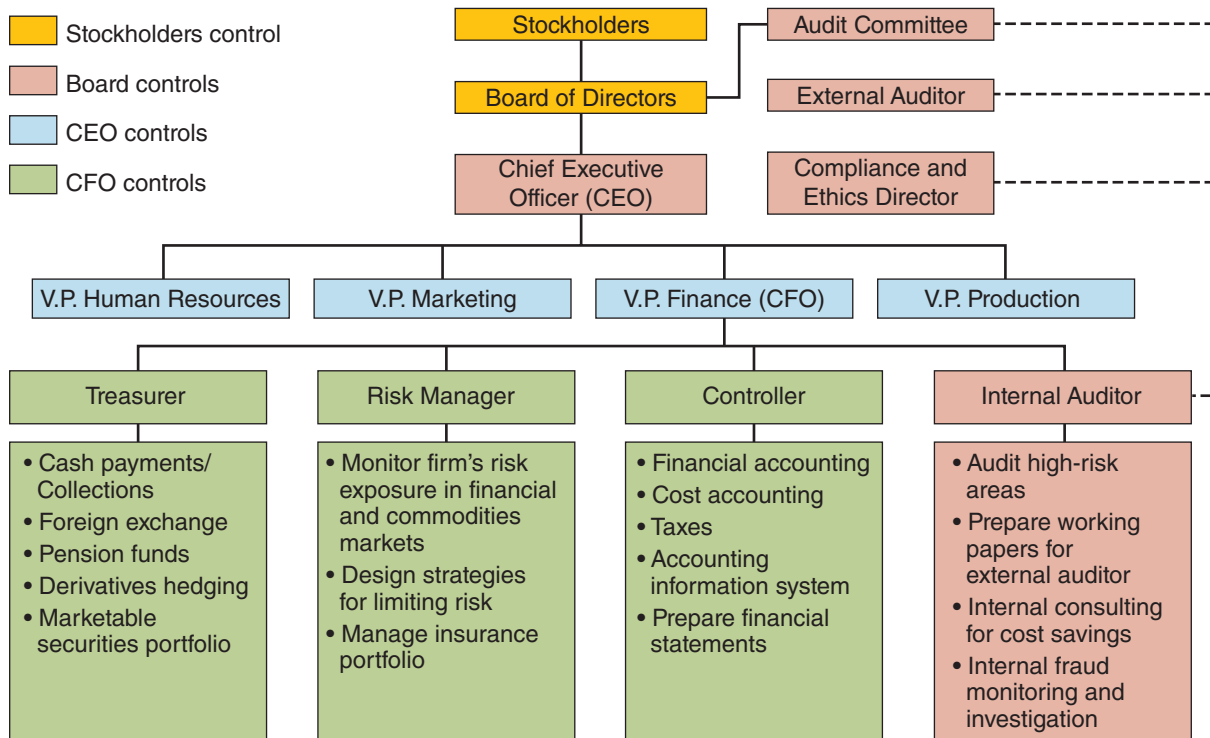 Stockholders control
Board controls
CEO controls
CFO controls
Stockholders
Board of Directors
Chief Executive
Officer (CEO)
Audit Committee
External Auditor
Compliance and
Ethics Director
V.P. Human Resources
V.P. Marketing
V.P. Finance (CFO)
V.P. Production
Treasurer
• Cash payments/
Collections
• Foreign exchange
• Pension funds
• Derivatives hedging
• Marketable
securities portfolio
Risk Manager
• Monitor firm's risk
exposure in financial
and commodities
markets
• Design strategies
for limiting risk
• Manage insurance
portfolio
Controller
• Financial accounting
• Cost accounting
• Taxes
• Accounting
information system
• Prepare financial
statements
Internal Auditor
• Audit high-risk
areas
• Prepare working
papers for
external auditor
• Internal consulting
for cost savings
• Internal fraud
monitoring and
investigation